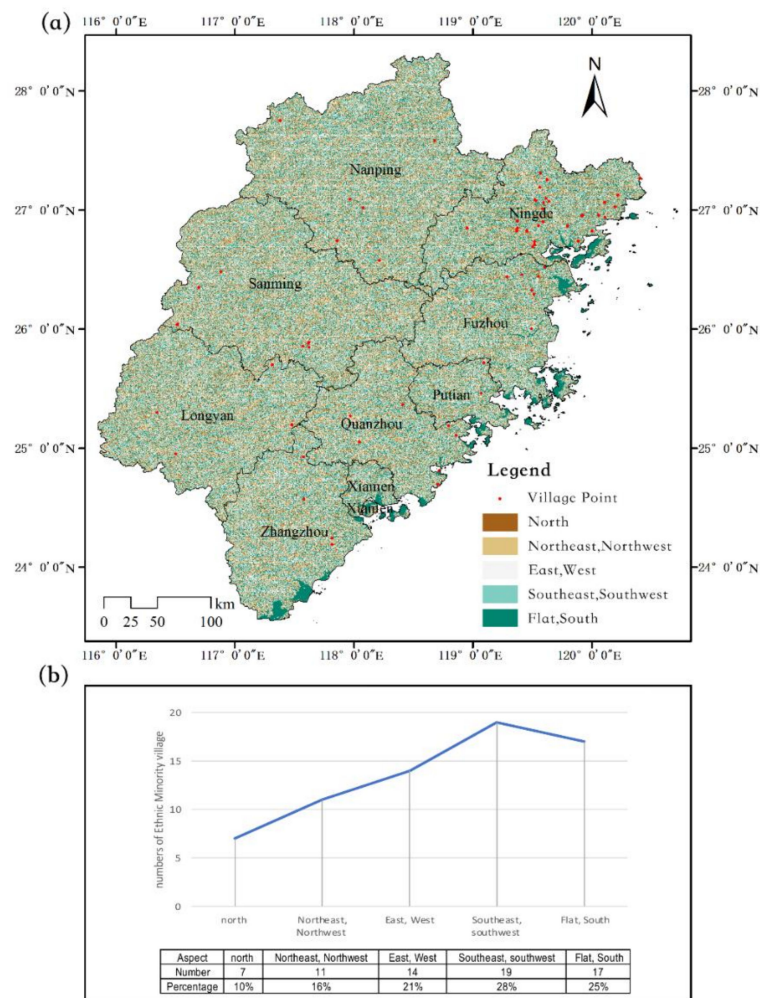 (a)
116° 0′0″E 117° 0′0″E 118° 0′0″E 119° 0′0″E 120° 0′0″E
N
28° 0′0″N 28° 0′0″N
Nanping
27° 0′0″N 27° 0′0″N
Ningde
Sanming
Fuzhou
26° 0′0″N 26° 0′0″N
Putian
Longyan
Quanzhou
25° 0′0″N 25° 0′0″N
Xiamen
Xiamen
Zhangzhou
24° 0′0″N 24° 0′0″N
Legend
Village Point
North
Northeast,Northwest
East,West
Southeast,Southwest
Flat,South
km
0 25 50 100
116° 0′0″E 117° 0′0″E 118° 0′0″E 119° 0′0″E 120° 0′0″E
(b)
numbers of Ethnic Minority village
20
15
10
5
0
north Northeast, East, West Southeast, Flat, South
Northwest southwest
Aspect north Northeast, Northwest East, West Southeast, southwest Flat, South
Number 7 11 14 19 17
Percentage 10% 16% 21% 28% 25%